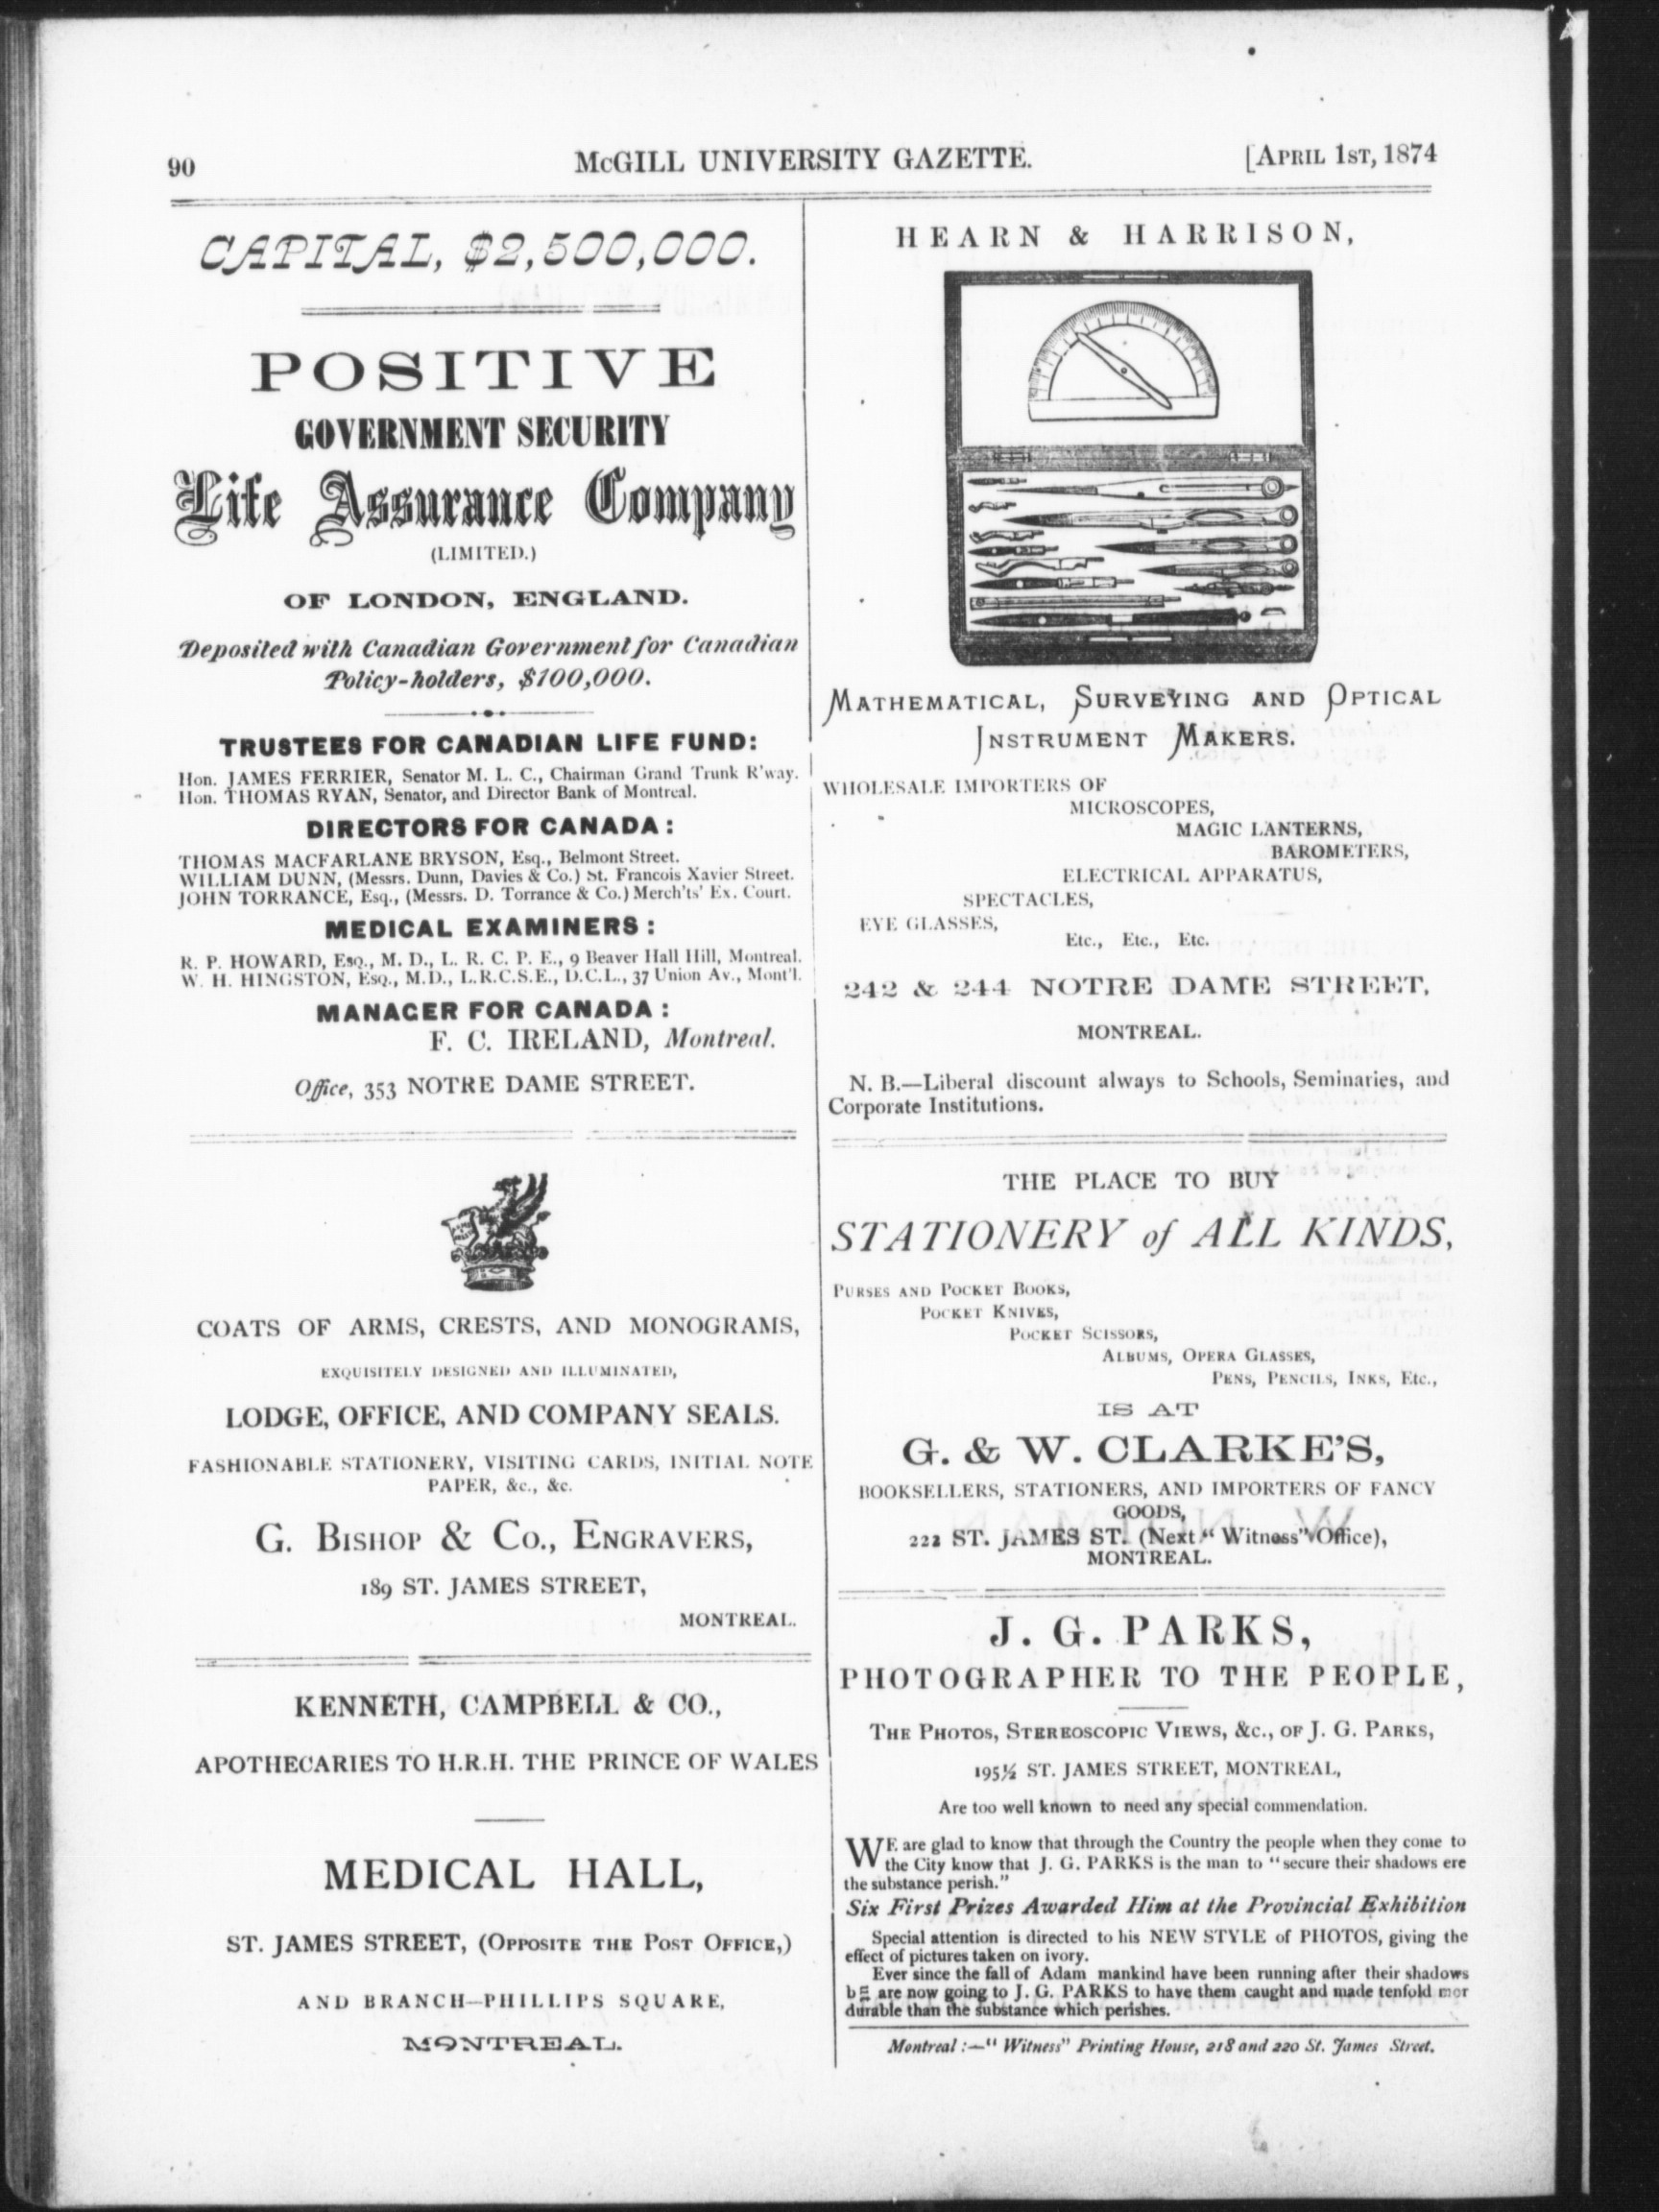 90
McGILL UNIVERSITY GAZETTE.
[APRIL 1ST, 1874
CAPITAL, $2,500,000.
POSITIVE
GOVERNMENT SECURITY
Life Assurance Company
(LIMITED.)
OF LONDON, ENGLAND.
Deposited with Canadian Government for Canadian
Policy-holders, $100,000.
TRUSTEES FOR CANADIAN LIFE FUND:
Hon. JAMES FERRIER, Senator M. L. C., Chairman Grand Trunk R'way.
Hon. THOMAS RYAN, Senator, and Director Bank of Montreal.
DIRECTORS FOR CANADA :
THOMAS MACFARLANE BRYSON, Esq., Belmont Street.
WILLIAM DUNN, (Messrs. Dunn, Davies & Co.) St. Francois Xavier Street.
JOHN TORRANCE, Esq., (Messrs. D. Torrance & Co.) Merch'ts' Ex. Court.
MEDICAL EXAMINERS :
R. P. HOWARD, Esq., M. D., L. R. C. P. E., 9 Beaver Hall Hill, Montreal.
W. H. HINGSTON, Esq., M.D., L.R.C.S.E., D.C.L., 37 Union Av., Mont'l.
MANAGER FOR CANADA :
F. C. IRELAND, Montreal.
Office, 353 NOTRE DAME STREET.
COATS OF ARMS, CRESTS, AND MONOGRAMS,
EXQUISITELY DESIGNED AND ILLUMINATED,
LODGE, OFFICE, AND COMPANY SEALS.
FASHIONABLE STATIONERY, VISITING CARDS, INITIAL NOTE
PAPER, &c., &c.
G. BISHOP & Co., ENGRAVERS,
189 ST. JAMES STREET,
MONTREAL.
KENNETH, CAMPBELL & CO.,
APOTHECARIES TO H.R.H. THE PRINCE OF WALES
MEDICAL HALL,
ST. JAMES STREET, (OPPOSITE THE POST OFFICE,)
AND BRANCH—PHILLIPS SQUARE,
MONTREAL.
HEARN & HARRISON,
MATHEMATICAL, SURVEYING AND OPTICAL
INSTRUMENT MAKERS.
WHOLESALE IMPORTERS OF
MICROSCOPES,
MAGIC LANTERNS,
BAROMETERS,
ELECTRICAL APPARATUS,
SPECTACLES,
EYE GLASSES,
Etc., Etc., Etc.
242 & 244 NOTRE DAME STREET,
MONTREAL.
N. B.—Liberal discount always to Schools, Seminaries, and
Corporate Institutions.
THE PLACE TO BUY
STATIONERY of ALL KINDS,
PURSES AND POCKET BOOKS,
POCKET KNIVES,
POCKET SCISSORS,
ALBUMS, OPERA GLASSES,
PENS, PENCILS, INKS, Etc.,
IS AT
G. & W. CLARKE'S,
BOOKSELLERS, STATIONERS, AND IMPORTERS OF FANCY
GOODS,
222 ST. JAMES ST. (Next "Witness" Office),
MONTREAL.
J. G. PARKS,
PHOTOGRAPHER TO THE PEOPLE,
THE PHOTOS, STEREOSCOPIC VIEWS, &c., OF J. G. PARKS,
195½ ST. JAMES STREET, MONTREAL,
Are too well known to need any special commendation.
WE are glad to know that through the Country the people when they come to
the City know that J. G. PARKS is the man to "secure their shadows ere
the substance perish."
Six First Prizes Awarded Him at the Provincial Exhibition
Special attention is directed to his NEW STYLE of PHOTOS, giving the
effect of pictures taken on ivory.
Ever since the fall of Adam mankind have been running after their shadows
are now going to J. G. PARKS to have them caught and made tenfold mor
durable than the substance which perishes.
Montreal :—"Witness" Printing House, 218 and 220 St. James Street.